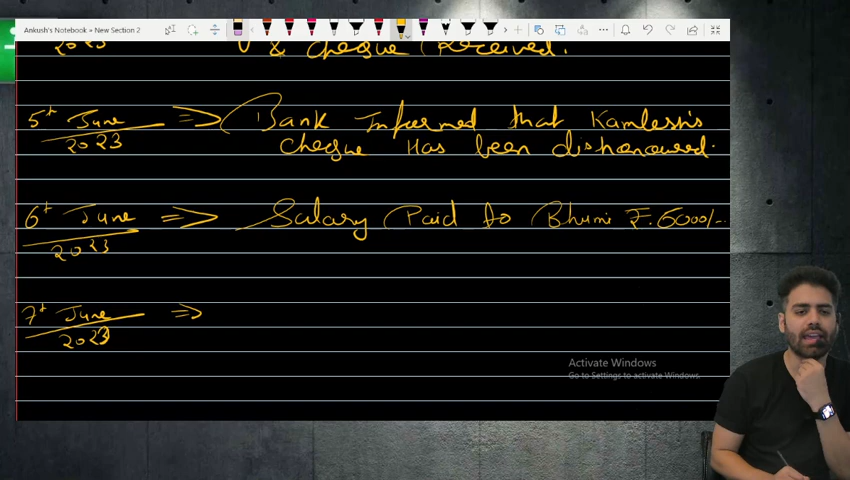 Ankush's Notebook » New Section 2
2023 & Cheque Received.
5th June => Bank Informed that Kamlesh's
2023 cheque Has been dishonoured.
6th June => Salary Paid to Bhumi ₹.6000/-
2023
7th June =>
2023
Activate Windows
Go to Settings to activate Windows.